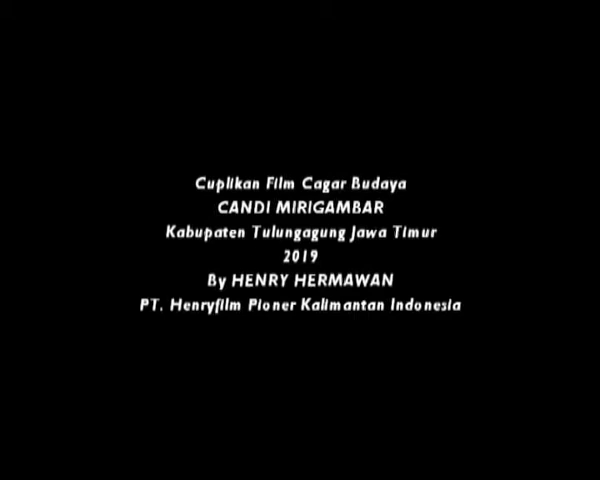 Cuplikan Film Cagar Budaya
CANDI MIRIGAMBAR
Kabupaten Tulungagung Jawa Timur
2019
By HENRY HERMAWAN
PT. Henryfilm Pioner Kalimantan Indonesia